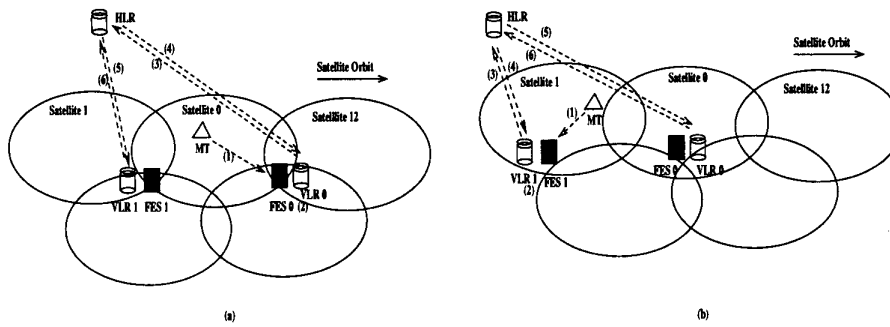 HLR
(4)
(3)
(5)
(6)
Satellite Orbit
Satellite 1
Satellite 0
Satellite 12
MT
(1)
VLR 1
FES 1
FES 0
(2)
VLR 0
(a)
HLR
(5)
(6)
(3)
(4)
Satellite Orbit
Satellite 1
Satellite 0
Satellite 12
(1)
MT
VLR 1
(2)
FES 1
FES 0
VLR 0
(b)